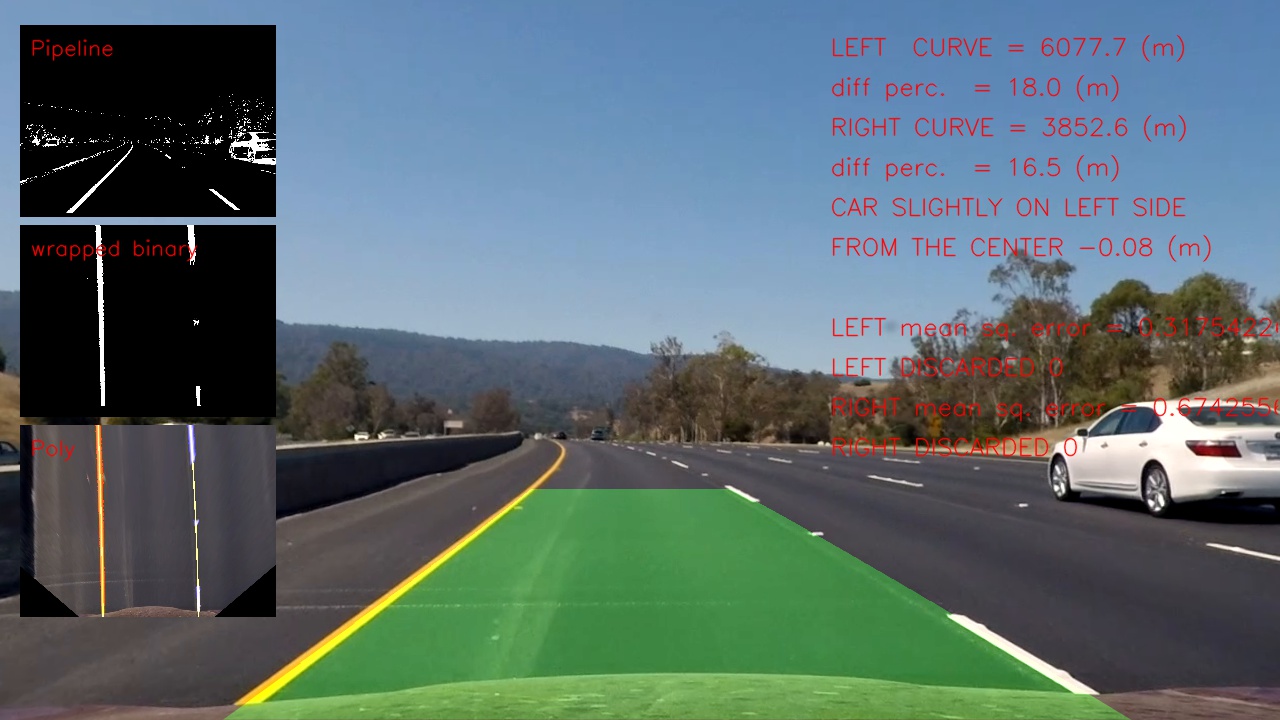 Pipeline
wrapped binary
Poly
LEFT CURVE = 6077.7 (m)
diff perc. = 18.0 (m)
RIGHT CURVE = 3852.6 (m)
diff perc. = 16.5 (m)
CAR SLIGHTLY ON LEFT SIDE
FROM THE CENTER -0.08 (m)
LEFT mean sq. error = 0.3175422
LEFT DISCARDED 0
RIGHT mean sq. error = 0.674255
RIGHT DISCARDED 0